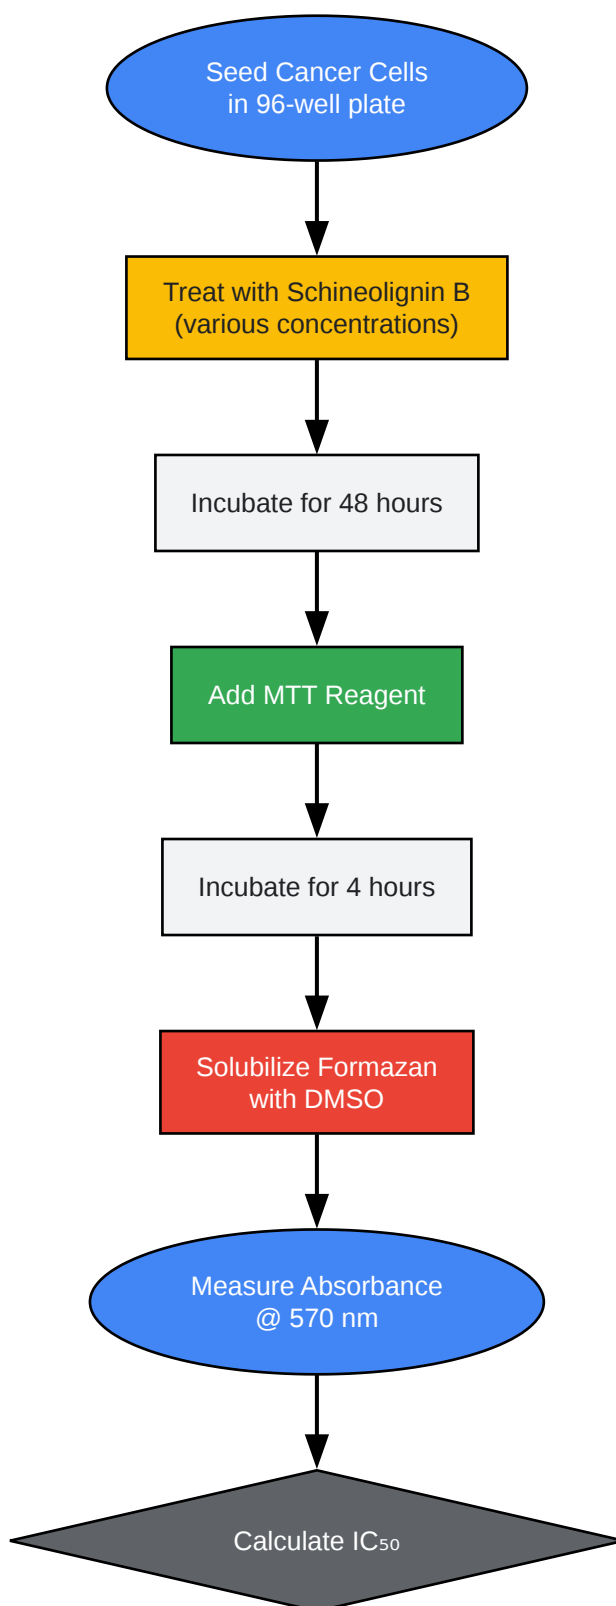 Seed Cancer Cells
in 96-well plate
Treat with Schineolignin B
(various concentrations)
Incubate for 48 hours
Add MTT Reagent
Incubate for 4 hours
Solubilize Formazan
with DMSO
Measure Absorbance
@ 570 nm
Calculate IC₅₀